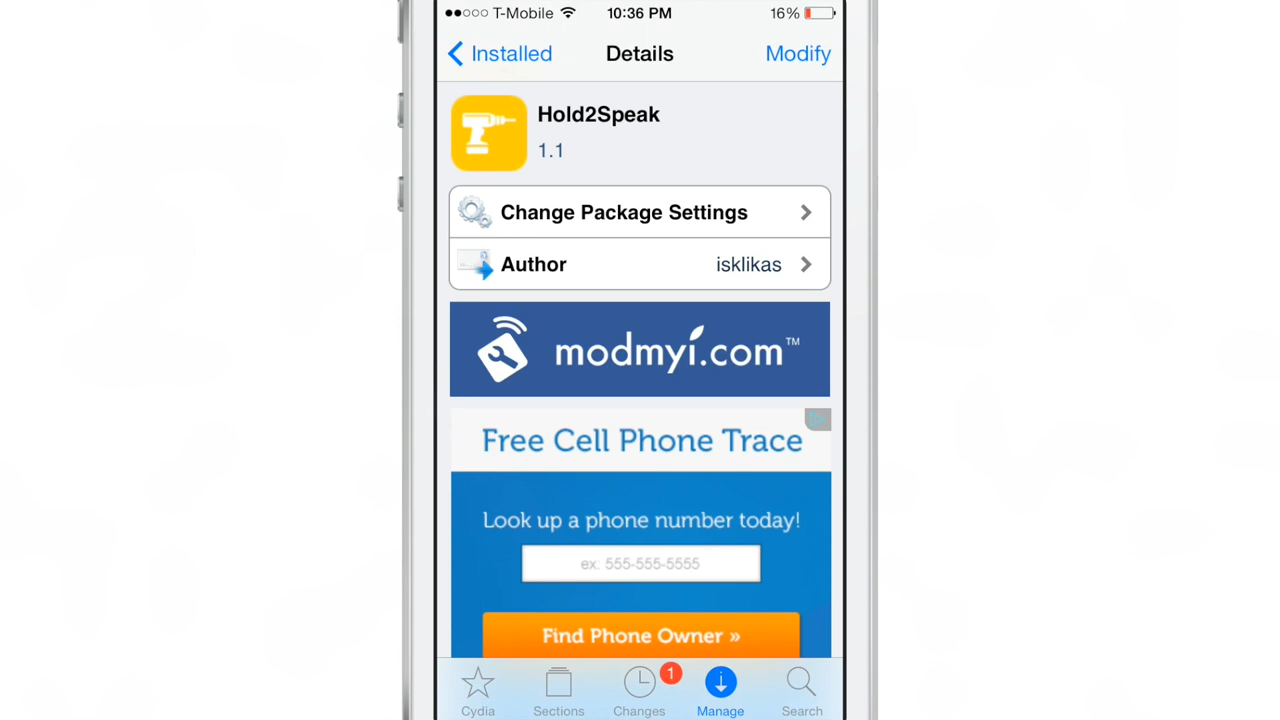 T-Mobile 10:36 PM 16%
Installed Details Modify
Hold2Speak
1.1
Change Package Settings
Author isklikas
modmyi.com™
Free Cell Phone Trace
Look up a phone number today!
ex: 555-555-5555
Find Phone Owner »
1
Cydia Sections Changes Manage Search